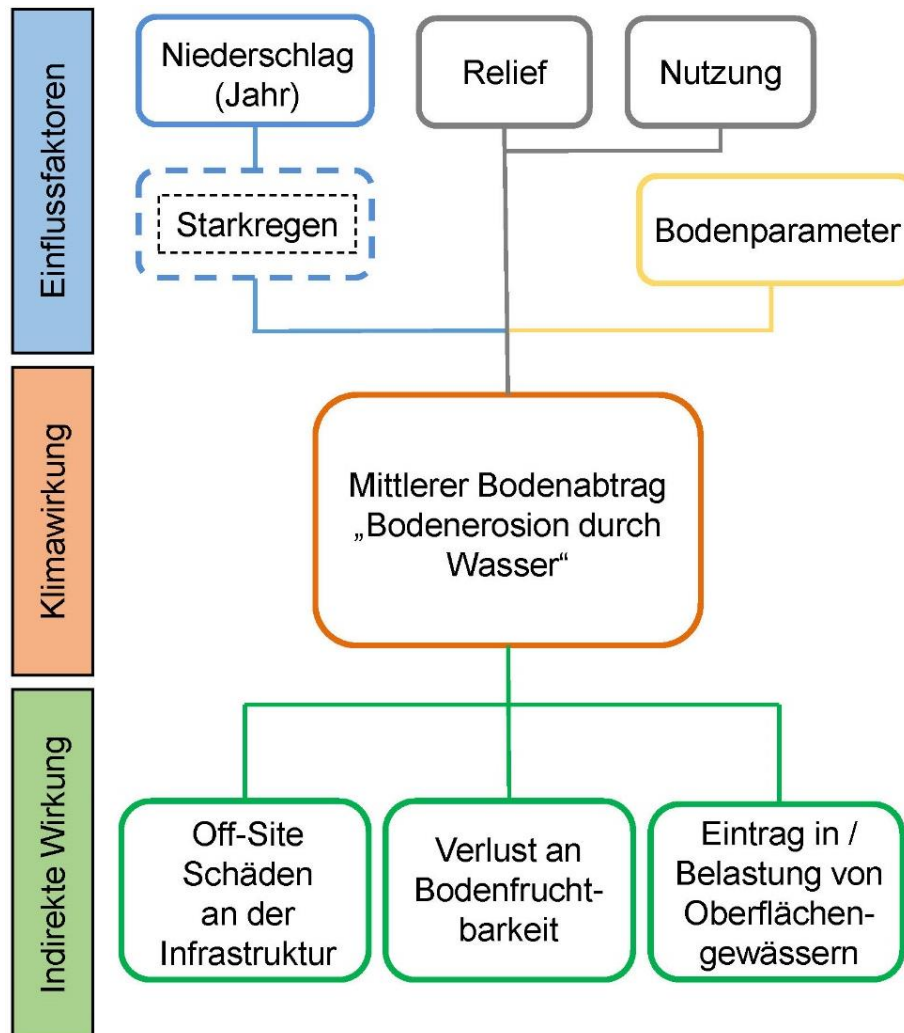 Einflussfaktoren
Niederschlag
(Jahr)
Relief
Nutzung
Starkregen
Bodenparameter
Klimawirkung
Mittlerer Bodenabtrag
„Bodenerosion durch
Wasser“
Indirekte Wirkung
Off-Site
Schäden
an der
Infrastruktur
Verlust an
Bodenfrucht-
barkeit
Eintrag in /
Belastung von
Oberflächen-
gewässern